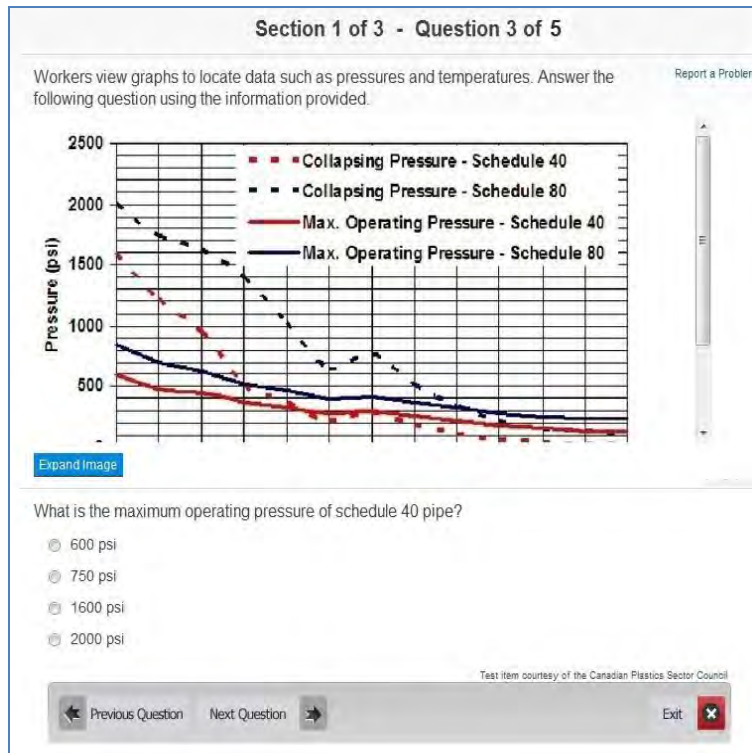 Section 1 of 3 - Question 3 of 5
Workers view graphs to locate data such as pressures and temperatures. Answer the
following question using the information provided.
Report a Problem
2500
2000
1500
1000
500
Pressure (psi)
Collapsing Pressure - Schedule 40
Collapsing Pressure - Schedule 80
Max. Operating Pressure - Schedule 40
Max. Operating Pressure - Schedule 80
Expand Image
What is the maximum operating pressure of schedule 40 pipe?
600 psi
750 psi
1600 psi
2000 psi
Test item courtesy of the Canadian Plastics Sector Council
Previous Question
Next Question
Exit